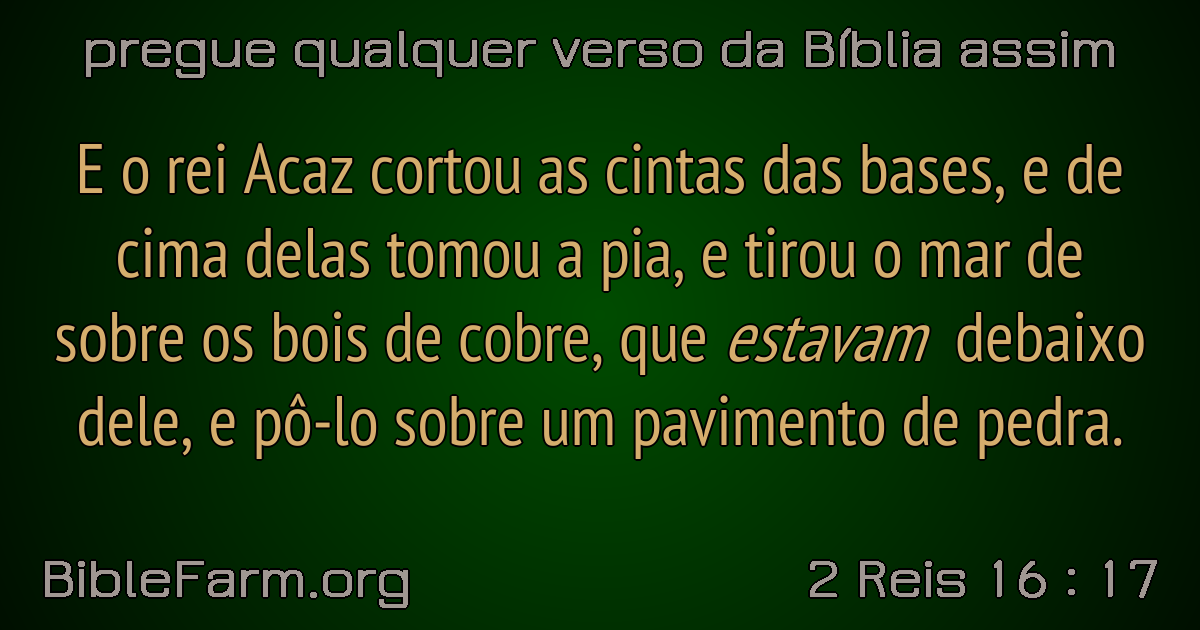 pregue qualquer verso da Bíblia assim
E o rei Acaz cortou as cintas das bases, e de
cima delas tomou a pia, e tirou o mar de
sobre os bois de cobre, que estavam debaixo
dele, e pô-lo sobre um pavimento de pedra.
BibleFarm.org
2 Reis 16 : 17